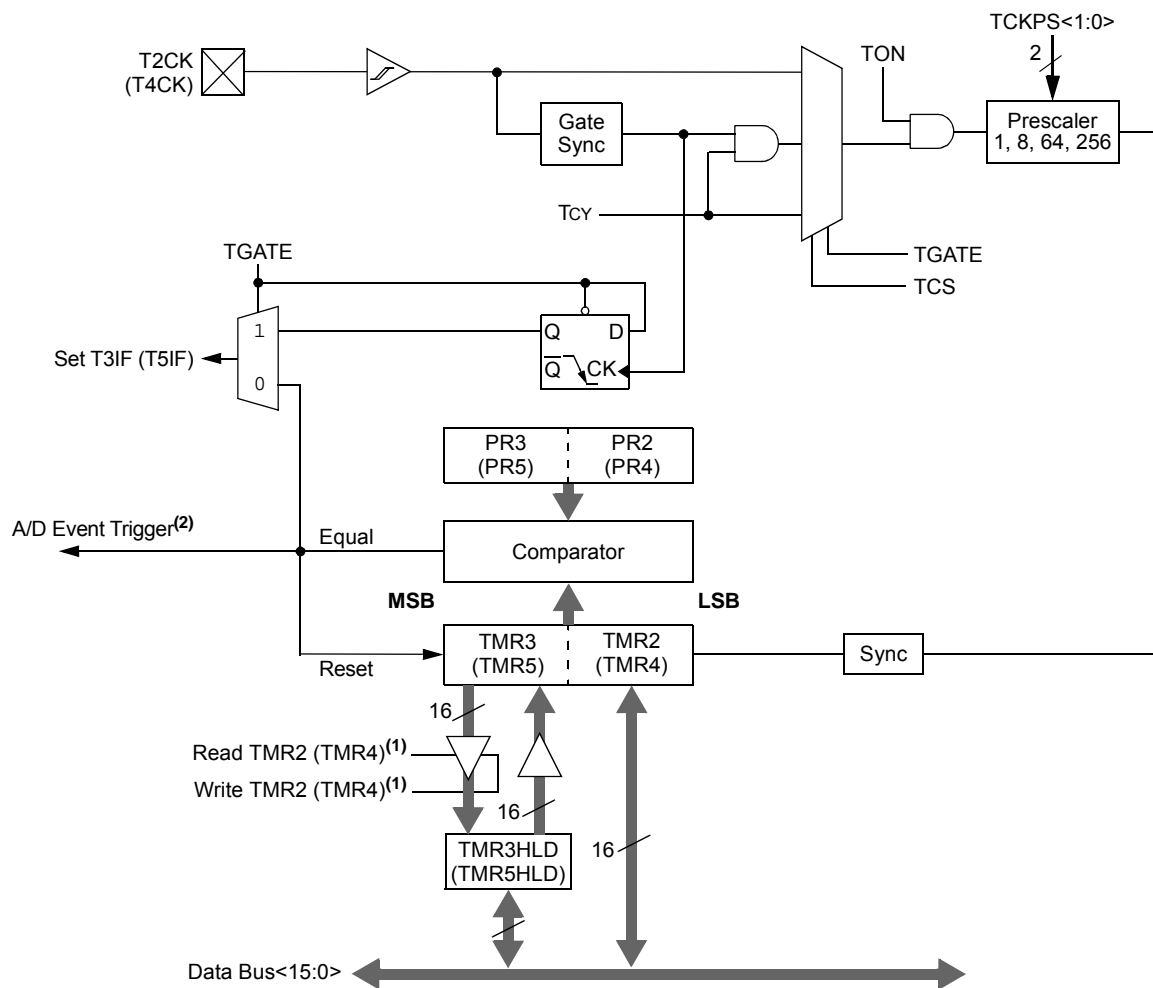 TCKPS<1:0>
2
T2CK
(T4CK)
TON
Gate
Sync
Prescaler
1, 8, 64, 256
TCY
TGATE
TCS
TGATE
1
0
Set T3IF (T5IF)
Q
D
Q
CK
PR3
(PR5)
PR2
(PR4)
A/D Event Trigger(2)
Equal
Comparator
MSB
LSB
TMR3
(TMR5)
TMR2
(TMR4)
Sync
Reset
16
Read TMR2 (TMR4)(1)
Write TMR2 (TMR4)(1)
16
16
TMR3HLD
(TMR5HLD)
Data Bus<15:0>